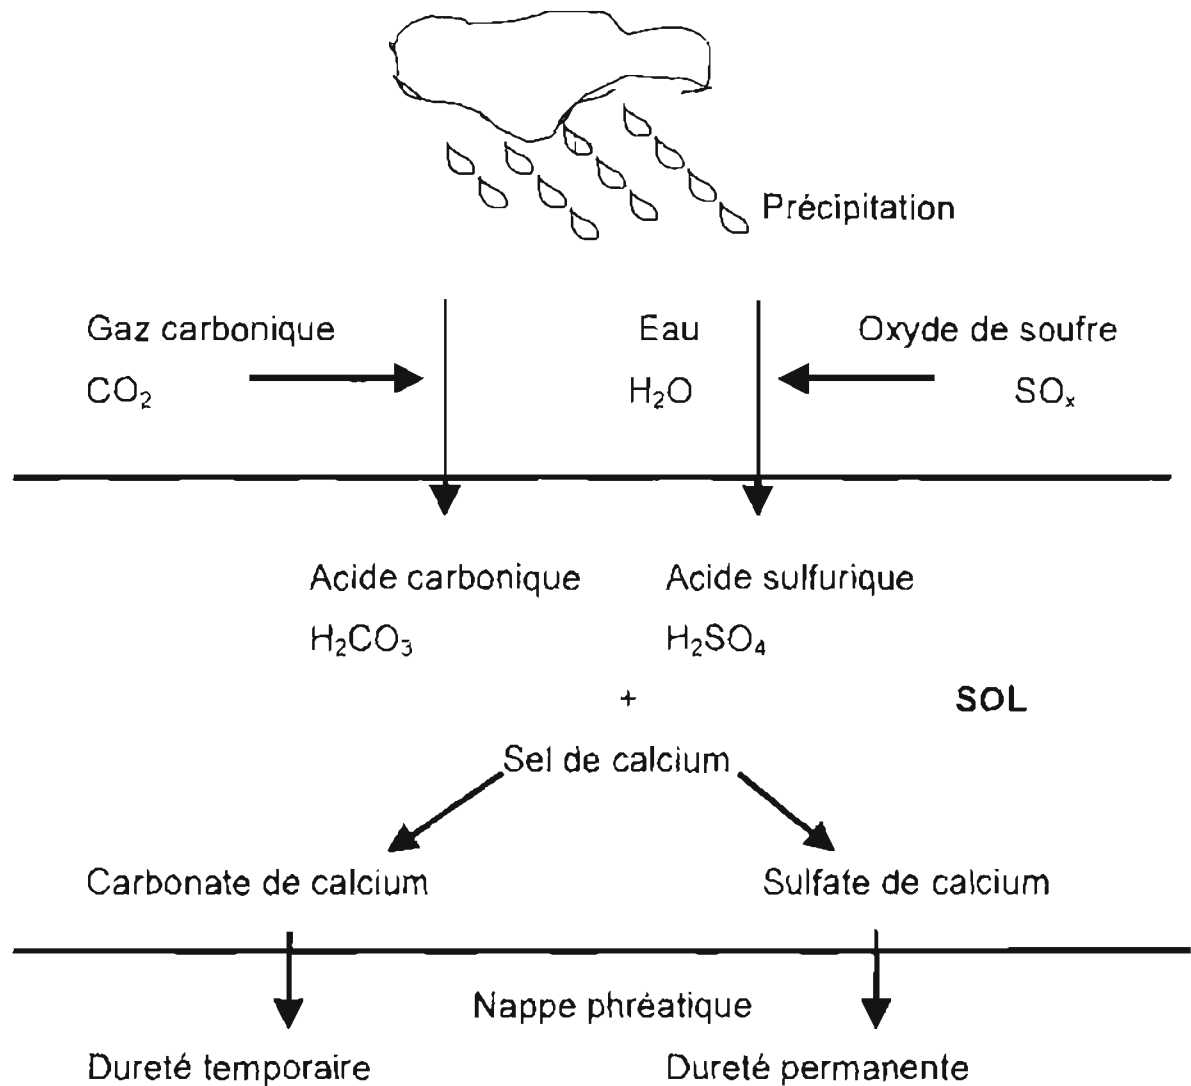 Précipitation
Gaz carbonique Eau Oxyde de soufre
CO₂ H₂O SOₓ
Acide carbonique Acide sulfurique
H₂CO₃ H₂SO₄
+ SOL
Sel de calcium
Carbonate de calcium Sulfate de calcium
Nappe phréatique
Dureté temporaire Dureté permanente